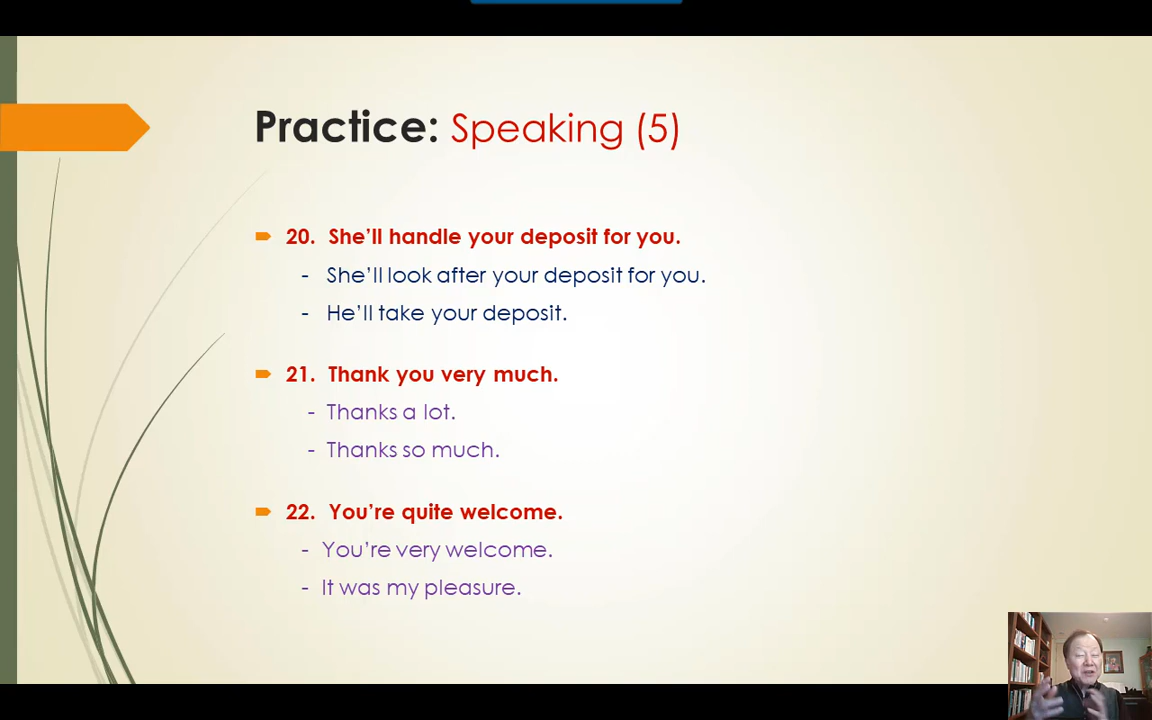 Practice: Speaking (5)
20. She’ll handle your deposit for you.
- She’ll look after your deposit for you.
- He’ll take your deposit.
21. Thank you very much.
- Thanks a lot.
- Thanks so much.
22. You’re quite welcome.
- You’re very welcome.
- It was my pleasure.